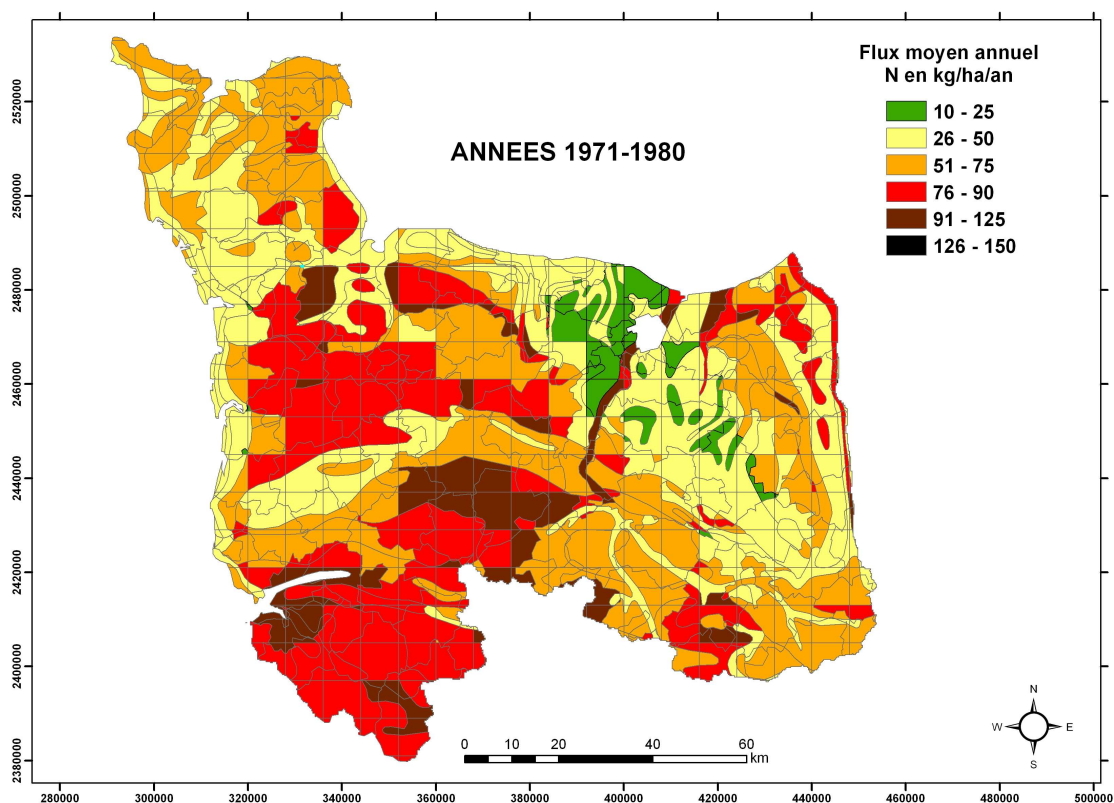 Flux moyen annuel
N en kg/ha/an
10 - 25
26 - 50
51 - 75
76 - 90
91 - 125
126 - 150
ANNEES 1971-1980
2520000
2500000
2480000
2460000
2440000
2420000
2400000
2380000
N
W E
S
0 10 20 40 60
km
280000 300000 320000 340000 360000 380000 400000 420000 440000 460000 480000 500000